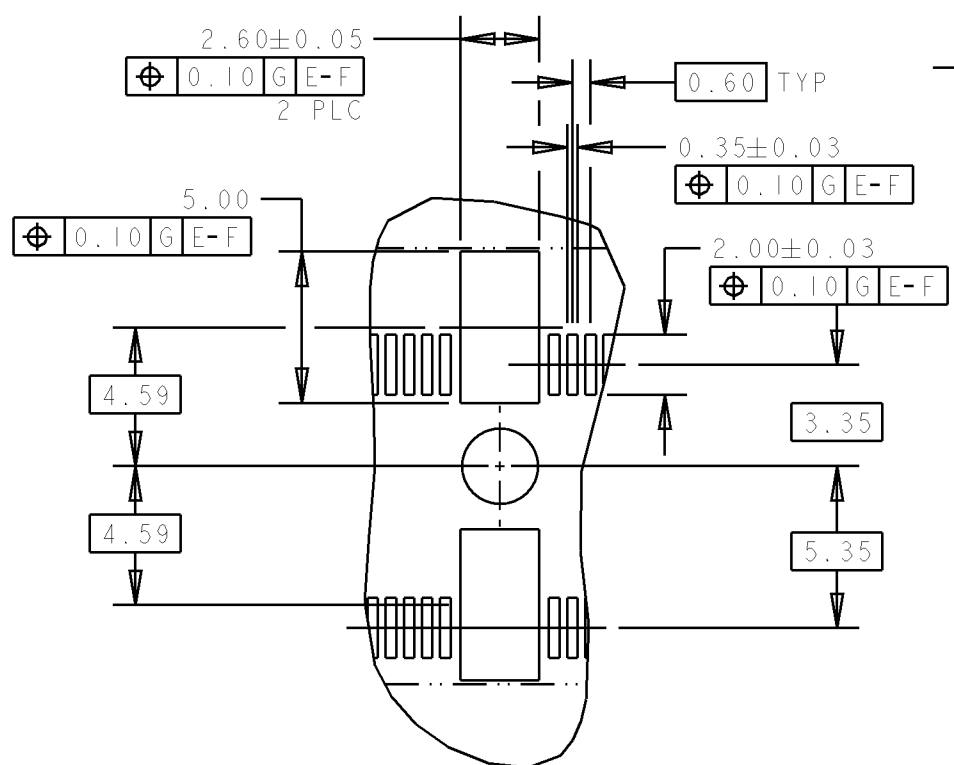 2.60±0.05
⌖ 0.10 G E-F
2 PLC
0.60 TYP
0.35±0.03
⌖ 0.10 G E-F
5.00
⌖ 0.10 G E-F
2.00±0.03
⌖ 0.10 G E-F
4.59
3.35
4.59
5.35